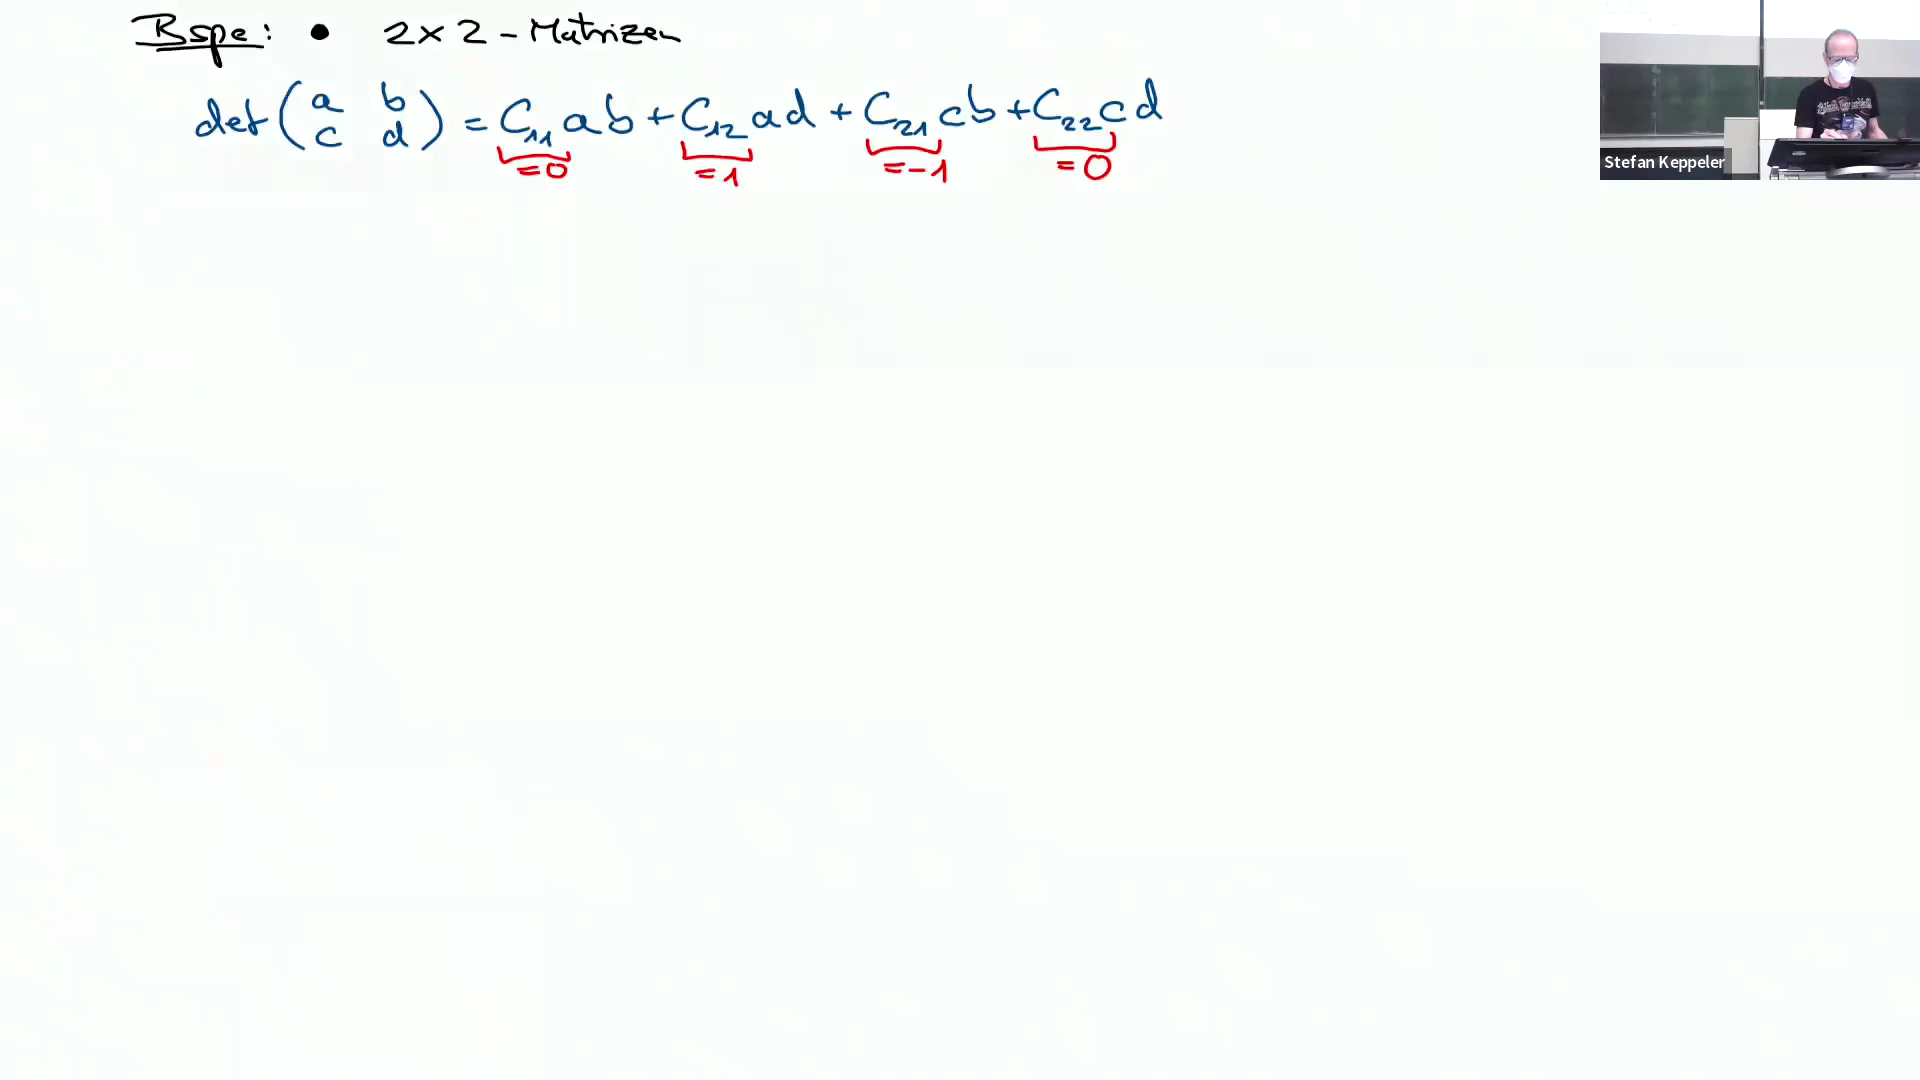 Bspe: • 2×2-Matrizen
det (a b
c d) = C₁₁ab + C₁₂ad + C₂₁cb + C₂₂cd
=0 =1 =-1 =0
Stefan Keppeler